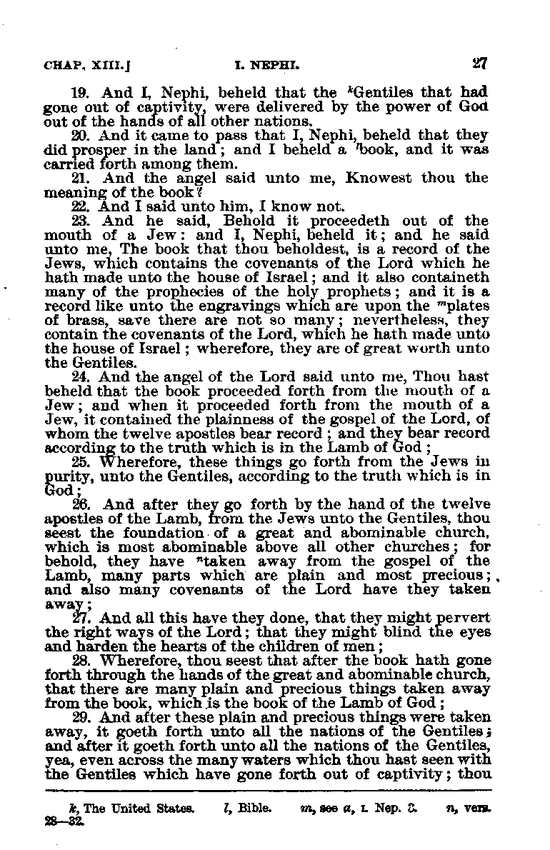 CHAP. XIII.] I. NEPHI. 27
19. And I, Nephi, beheld that the ᵏGentiles that had
gone out of captivity, were delivered by the power of God
out of the hands of all other nations.
20. And it came to pass that I, Nephi, beheld that they
did prosper in the land; and I beheld a ˡbook, and it was
carried forth among them.
21. And the angel said unto me, Knowest thou the
meaning of the book?
22. And I said unto him, I know not.
23. And he said, Behold it proceedeth out of the
mouth of a Jew: and I, Nephi, beheld it; and he said
unto me, The book that thou beholdest, is a record of the
Jews, which contains the covenants of the Lord which he
hath made unto the house of Israel; and it also containeth
many of the prophecies of the holy prophets; and it is a
record like unto the engravings which are upon the ᵐplates
of brass, save there are not so many; nevertheless, they
contain the covenants of the Lord, which he hath made unto
the house of Israel; wherefore, they are of great worth unto
the Gentiles.
24. And the angel of the Lord said unto me, Thou hast
beheld that the book proceeded forth from the mouth of a
Jew; and when it proceeded forth from the mouth of a
Jew, it contained the plainness of the gospel of the Lord, of
whom the twelve apostles bear record; and they bear record
according to the truth which is in the Lamb of God;
25. Wherefore, these things go forth from the Jews in
purity, unto the Gentiles, according to the truth which is in
God;
26. And after they go forth by the hand of the twelve
apostles of the Lamb, from the Jews unto the Gentiles, thou
seest the foundation of a great and abominable church,
which is most abominable above all other churches; for
behold, they have ⁿtaken away from the gospel of the
Lamb, many parts which are plain and most precious;
and also many covenants of the Lord have they taken
away;
27. And all this have they done, that they might pervert
the right ways of the Lord; that they might blind the eyes
and harden the hearts of the children of men;
28. Wherefore, thou seest that after the book hath gone
forth through the hands of the great and abominable church,
that there are many plain and precious things taken away
from the book, which is the book of the Lamb of God;
29. And after these plain and precious things were taken
away, it goeth forth unto all the nations of the Gentiles;
and after it goeth forth unto all the nations of the Gentiles,
yea, even across the many waters which thou hast seen with
the Gentiles which have gone forth out of captivity; thou
k, The United States. l, Bible. m, see a, I. Nep. 3. n, vers.
28—32.